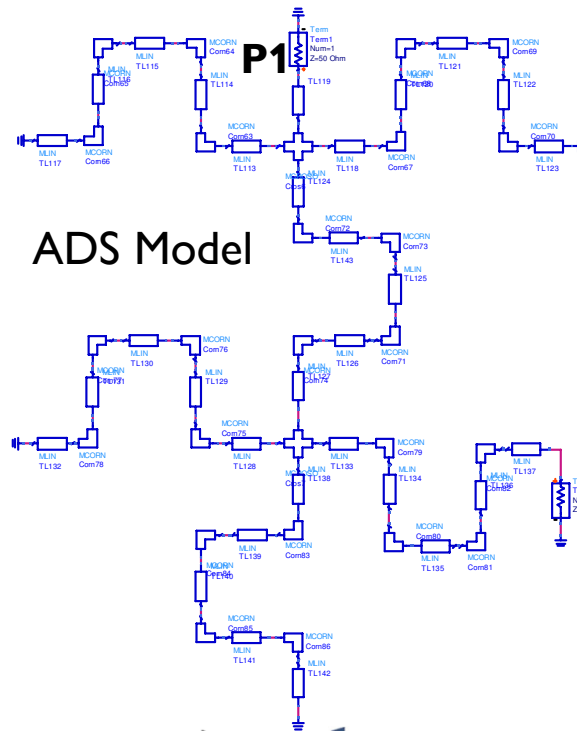 Term
Term1
Num=1
Z=50 Ohm
P1
MCORN
Corn64
MLIN
TL115
MLIN
TL114
TL119
MLIN
TL121
MCORN
Corn69
MLIN
TL122
MLIN
TL117
MCORN
Corn66
MCORN
Corn63
MLIN
TL113
MLIN
TL118
MCORN
Corn67
MCORN
Corn70
MLIN
TL123
TL124
MCORN
Corn72
MLIN
TL143
MCORN
Corn73
MLIN
TL125
ADS Model
MLIN
TL130
MCORN
Corn76
MLIN
TL129
MLIN
TL126
MCORN
Corn71
MLIN
TL132
MCORN
Corn78
MCORN
Corn75
MLIN
TL128
MLIN
TL133
MCORN
Corn79
MLIN
TL134
TL138
MLIN
TL137
MLIN
TL139
MCORN
Corn83
MCORN
Corn80
MLIN
TL135
MCORN
Corn81
MCORN
Corn85
MLIN
TL141
MCORN
Corn86
MLIN
TL142